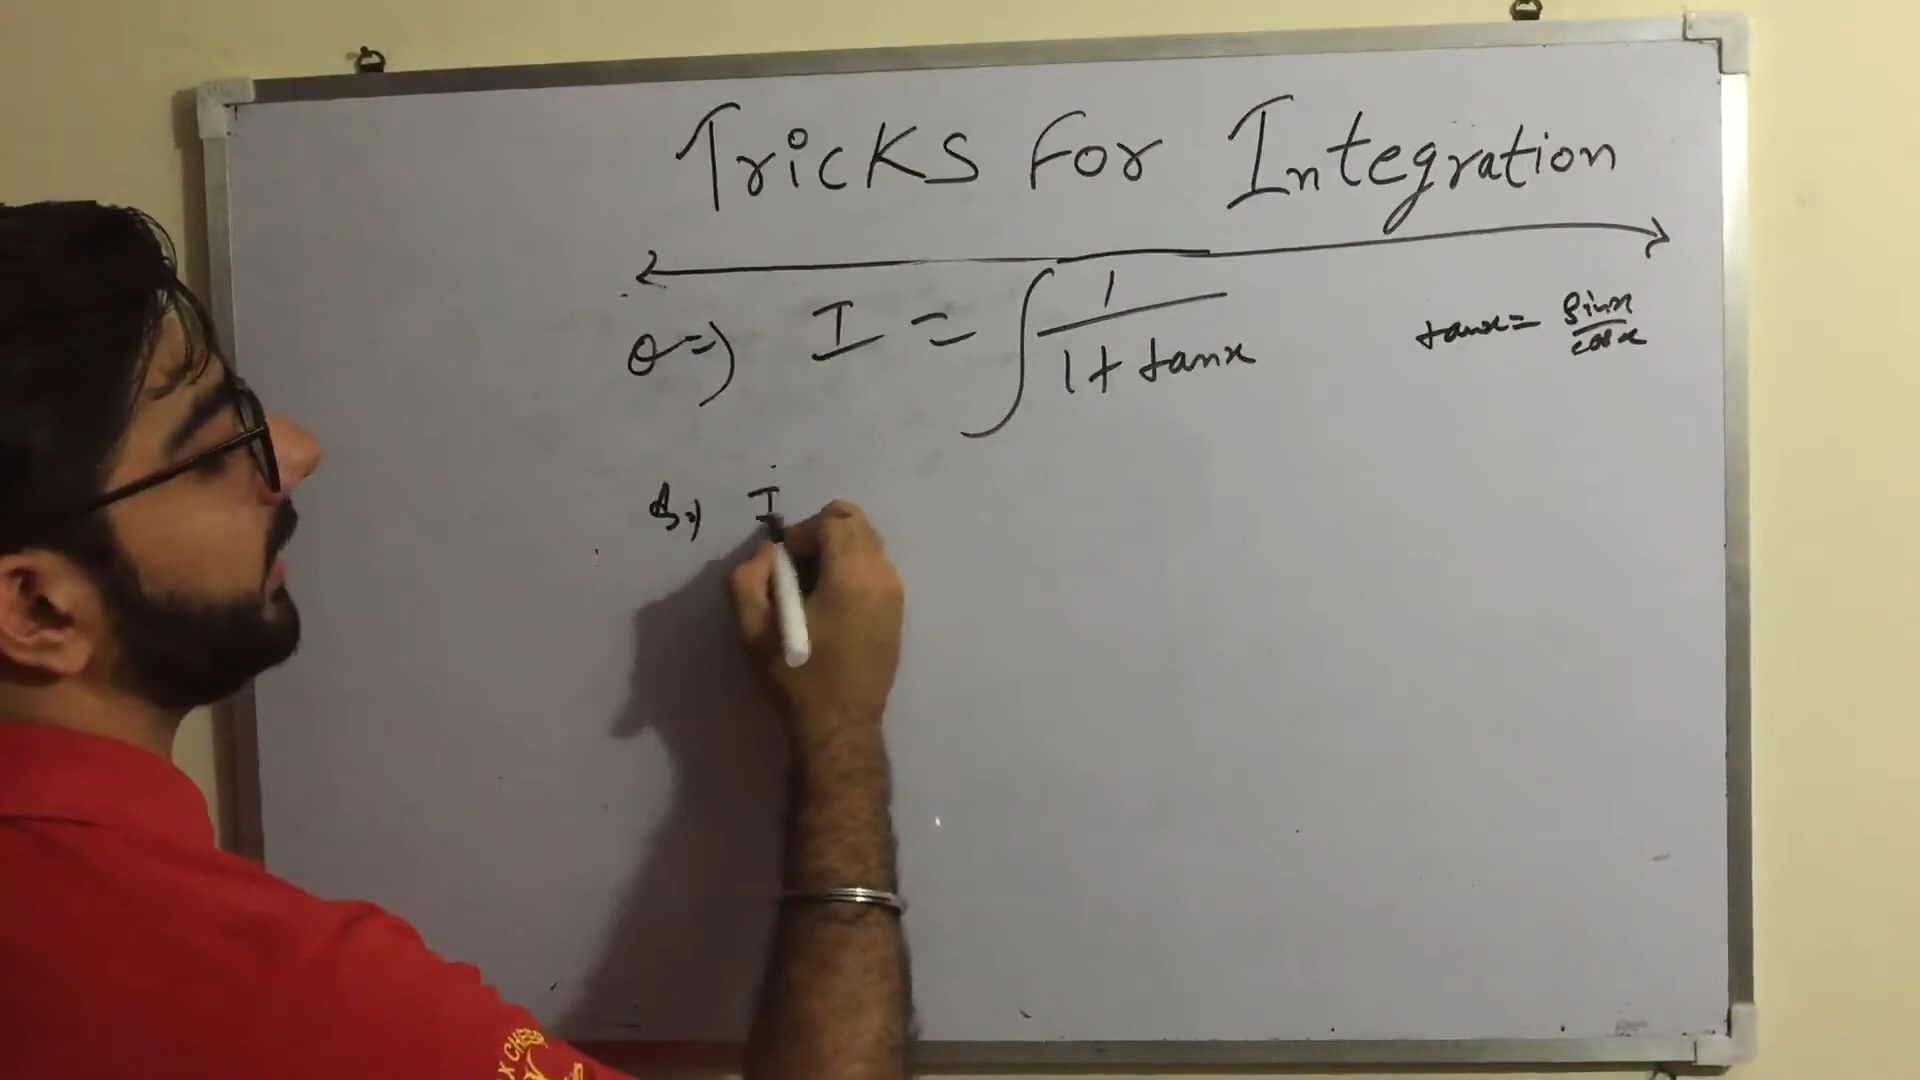 Tricks For Integration
Q⇒) I = ∫ 1/(1 + tanx)
tanx = sinx/cosx
I